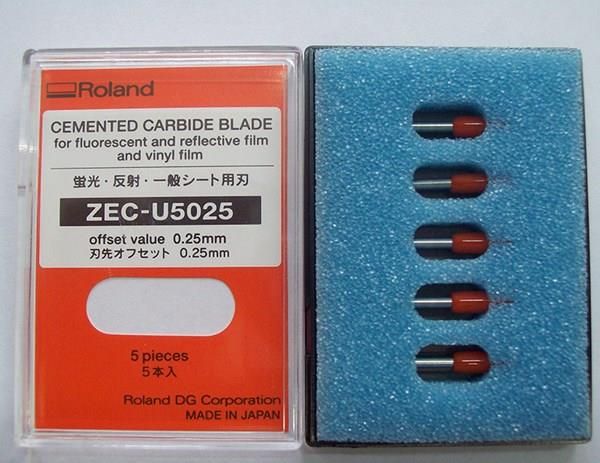 Roland
CEMENTED CARBIDE BLADE
for fluorescent and reflective film
and vinyl film
蛍光・反射・一般シート用刃
ZEC-U5025
offset value 0.25mm
刃先オフセット 0.25mm
5 pieces
5本入
Roland DG Corporation
MADE IN JAPAN